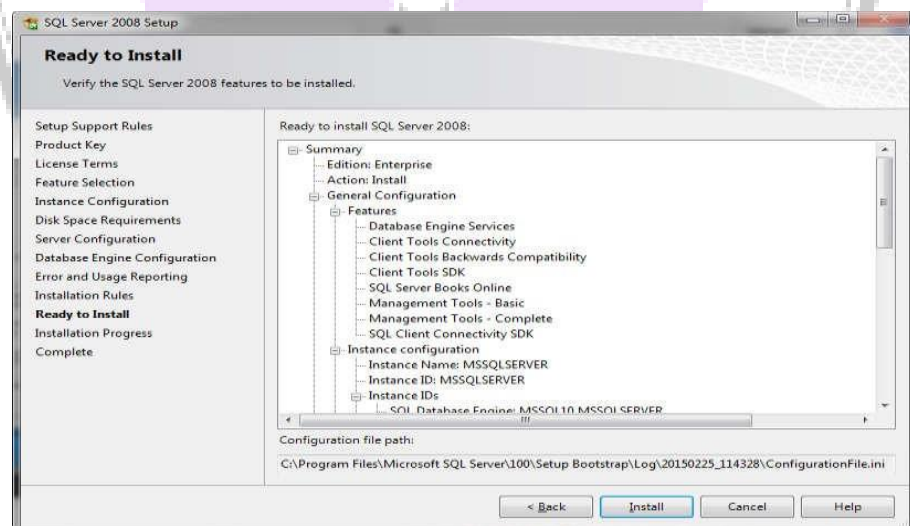 SQL Server 2008 Setup
Ready to Install
Verify the SQL Server 2008 features to be installed.
Setup Support Rules
Product Key
License Terms
Feature Selection
Instance Configuration
Disk Space Requirements
Server Configuration
Database Engine Configuration
Error and Usage Reporting
Installation Rules
Ready to Install
Installation Progress
Complete
Ready to install SQL Server 2008:
Summary
Edition: Enterprise
Action: Install
General Configuration
Features
Database Engine Services
Client Tools Connectivity
Client Tools Backwards Compatibility
Client Tools SDK
SQL Server Books Online
Management Tools - Basic
Management Tools - Complete
SQL Client Connectivity SDK
Instance configuration
Instance Name: MSSQLSERVER
Instance ID: MSSQLSERVER
Instance IDs
SQL Database Engine: MSSQL10.MSSQLSERVER
Configuration file path:
C:\Program Files\Microsoft SQL Server\100\Setup Bootstrap\Log\20150225_114328\ConfigurationFile.ini
< Back
Install
Cancel
Help